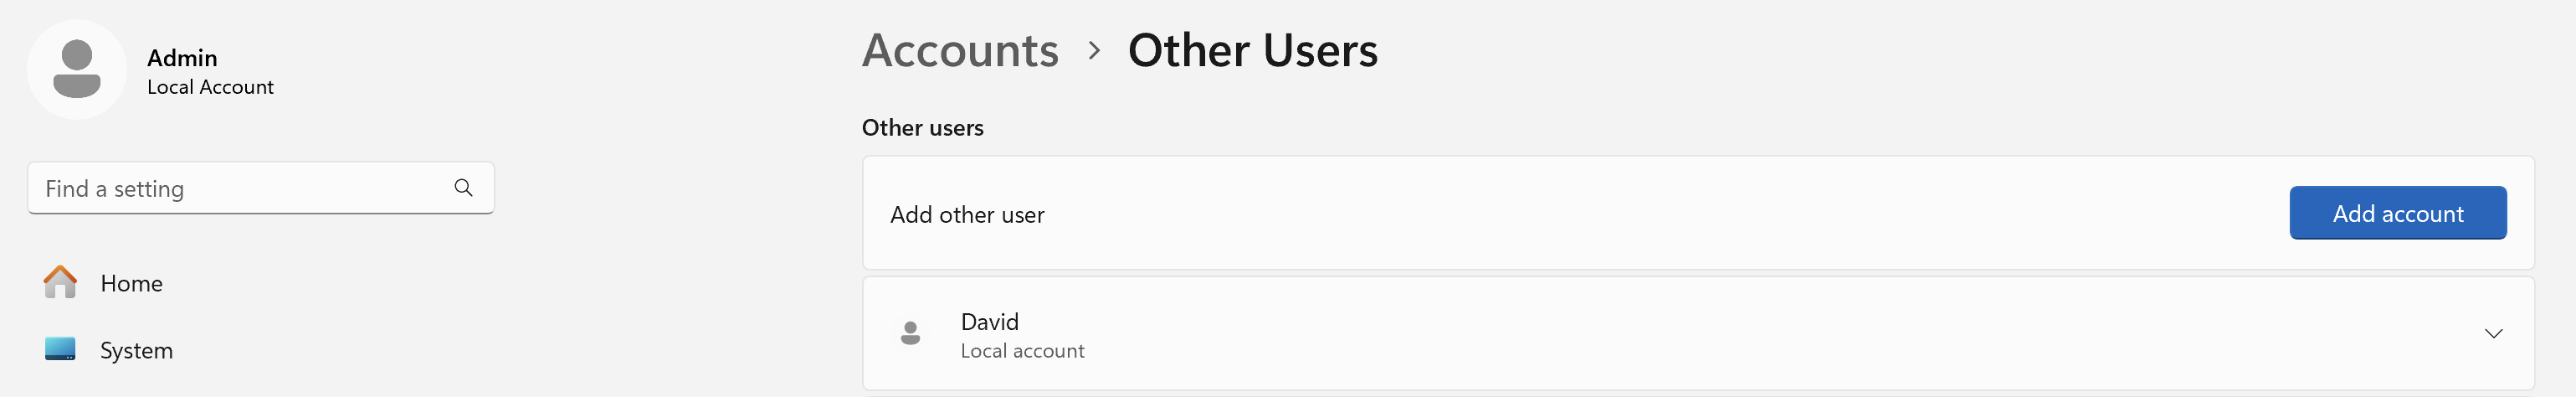 Admin
Local Account
Find a setting
Home
System
Accounts > Other Users
Other users
Add other user
Add account
David
Local account